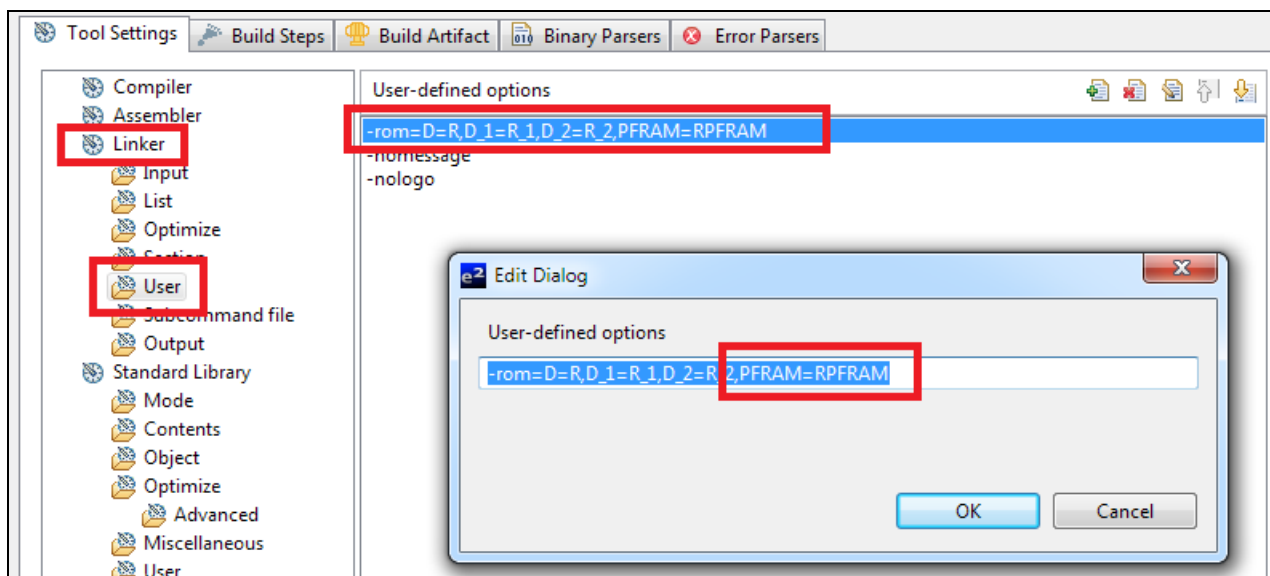 Tool Settings Build Steps Build Artifact Binary Parsers Error Parsers
Compiler
Assembler
Linker
Input
List
Optimize
Section
User
Subcommand file
Output
Standard Library
Mode
Contents
Object
Optimize
Advanced
Miscellaneous
User
User-defined options
-rom=D=R,D_1=R_1,D_2=R_2,PFRAM=RPFRAM
-nomessage
-nologo
e2 Edit Dialog
User-defined options
-rom=D=R,D_1=R_1,D_2=R_2,PFRAM=RPFRAM
OK Cancel